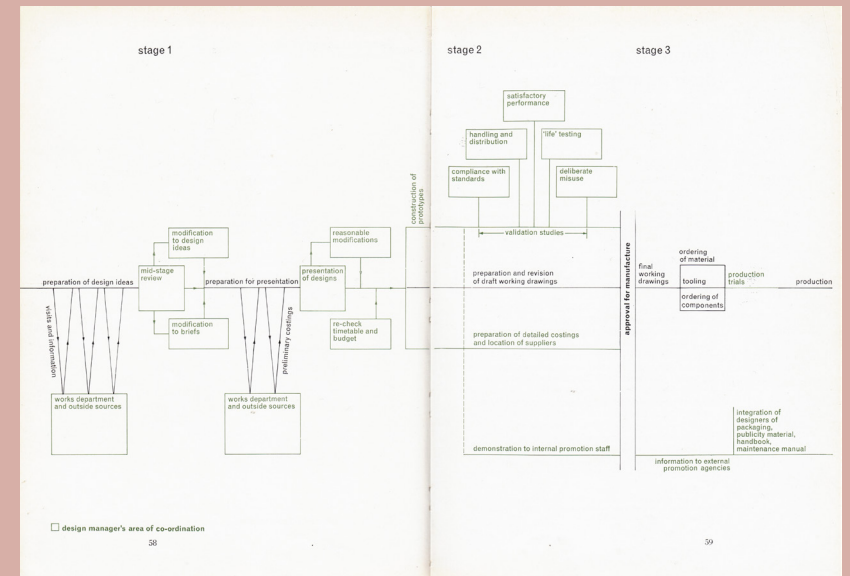 stage 1
modification
to design
ideas
mid-stage
review
modification
to briefs
preparation of design ideas
visits and information
works department
and outside sources
preparation for presentation
preliminary costings
works department
and outside sources
reasonable
modifications
presentation
of designs
re-check
timetable and
budget
construction of
prototypes
design manager's area of co-ordination
58
stage 2
stage 3
satisfactory
performance
handling and
distribution
'life' testing
compliance with
standards
deliberate
misuse
validation studies
preparation and revision
of draft working drawings
preparation of detailed costings
and location of suppliers
demonstration to internal promotion staff
approval for manufacture
final
working
drawings
ordering
of material
tooling
ordering of
components
production
trials
production
integration of
designers of
packaging,
publicity material,
handbook,
maintenance manual
information to external
promotion agencies
59